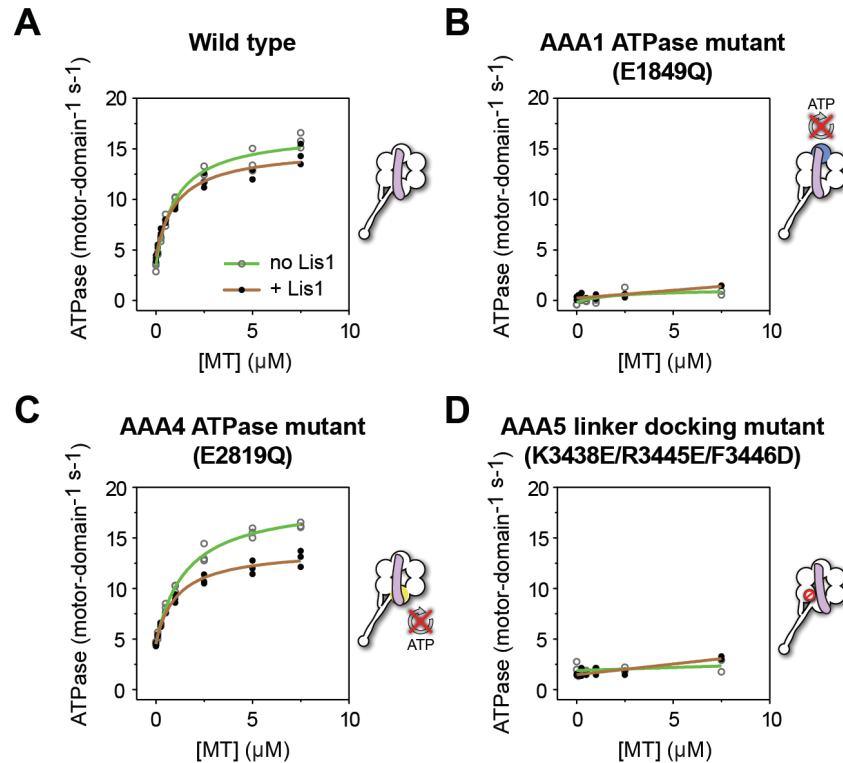 A
Wild type
ATPase (motor-domain⁻¹ s⁻¹)
20
15
10
5
0
no Lis1
+ Lis1
0
5
10
[MT] (µM)
B
AAA1 ATPase mutant
(E1849Q)
ATPase (motor-domain⁻¹ s⁻¹)
20
15
10
5
0
0
5
10
[MT] (µM)
ATP
C
AAA4 ATPase mutant
(E2819Q)
ATPase (motor-domain⁻¹ s⁻¹)
20
15
10
5
0
0
5
10
[MT] (µM)
ATP
D
AAA5 linker docking mutant
(K3438E/R3445E/F3446D)
ATPase (motor-domain⁻¹ s⁻¹)
20
15
10
5
0
0
5
10
[MT] (µM)